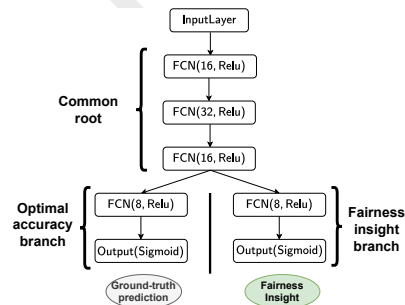 InputLayer
FCN(16, Relu)
Common
root
FCN(32, Relu)
FCN(16, Relu)
Optimal
accuracy
branch
FCN(8, Relu)
FCN(8, Relu)
Fairness
insight
branch
Output(Sigmoid)
Output(Sigmoid)
Ground-truth
prediction
Fairness
Insight